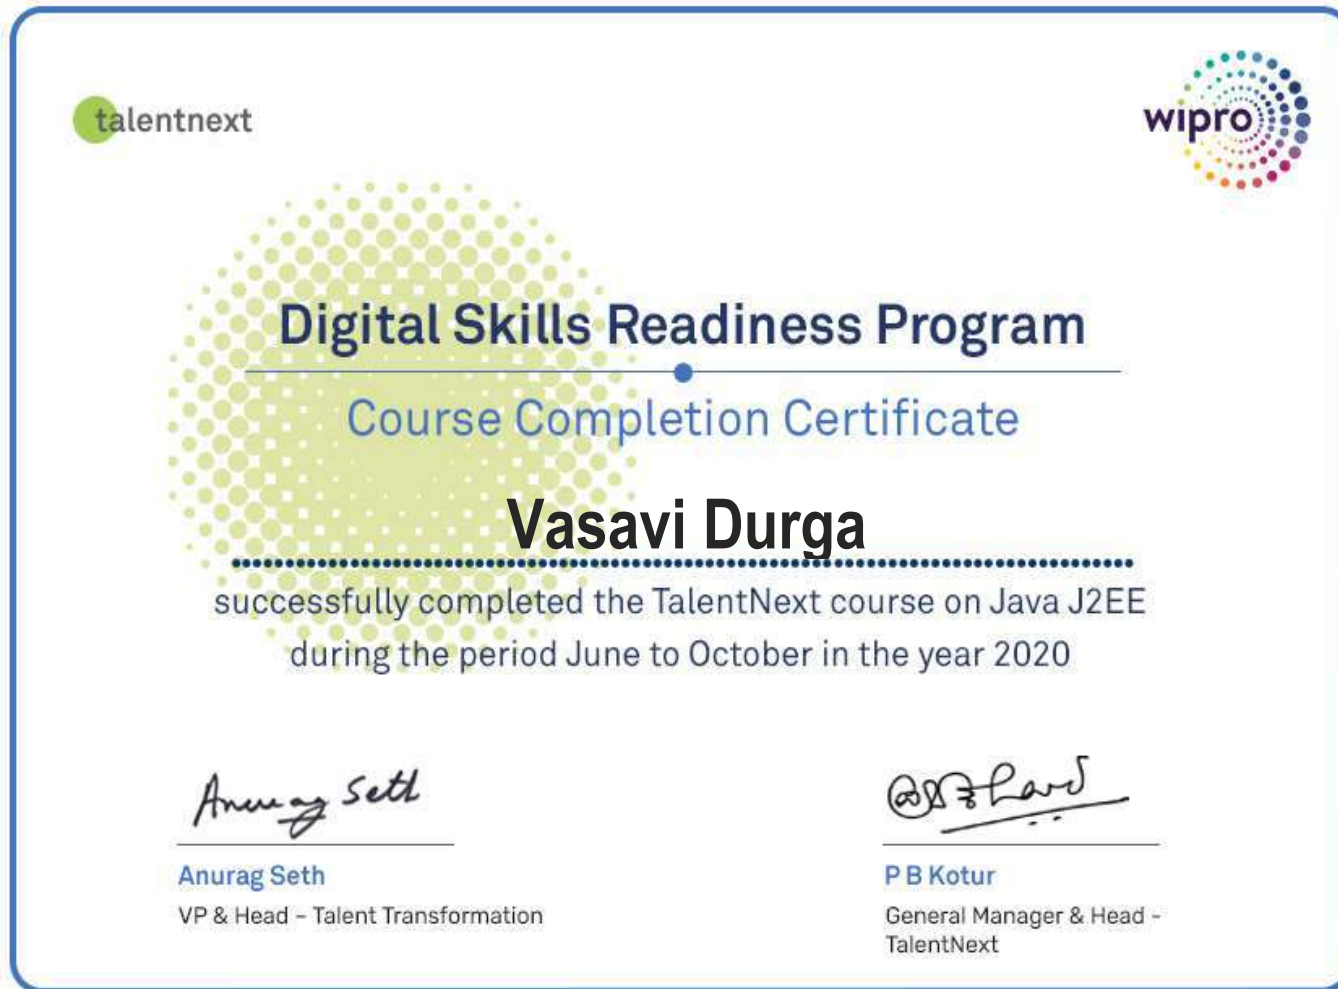 talentnext
wipro
Digital Skills Readiness Program
Course Completion Certificate
Vasavi Durga
successfully completed the TalentNext course on Java J2EE
during the period June to October in the year 2020
Anurag Seth
Anurag Seth
VP & Head – Talent Transformation
P B Kotur
General Manager & Head -
TalentNext